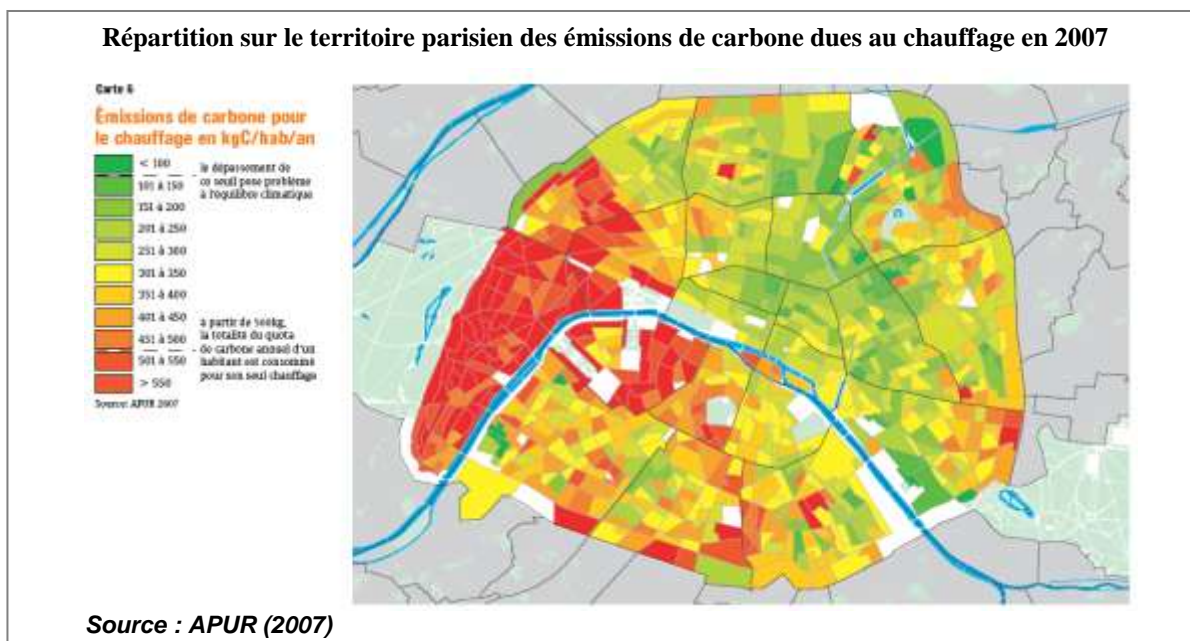 Répartition sur le territoire parisien des émissions de carbone dues au chauffage en 2007
Carte 6
Émissions de carbone pour
le chauffage en kgC/hab/an
< 100
101 à 150
151 à 200
201 à 250
251 à 300
301 à 350
351 à 400
401 à 450
451 à 500
501 à 550
> 550
le dépassement de
ce seuil pose problème
à l'équilibre climatique
à partir de 500kg,
la totalité du quota
de carbone annuel d'un
habitant est consommé
pour son seul chauffage
Source: APUR 2007
Source : APUR (2007)